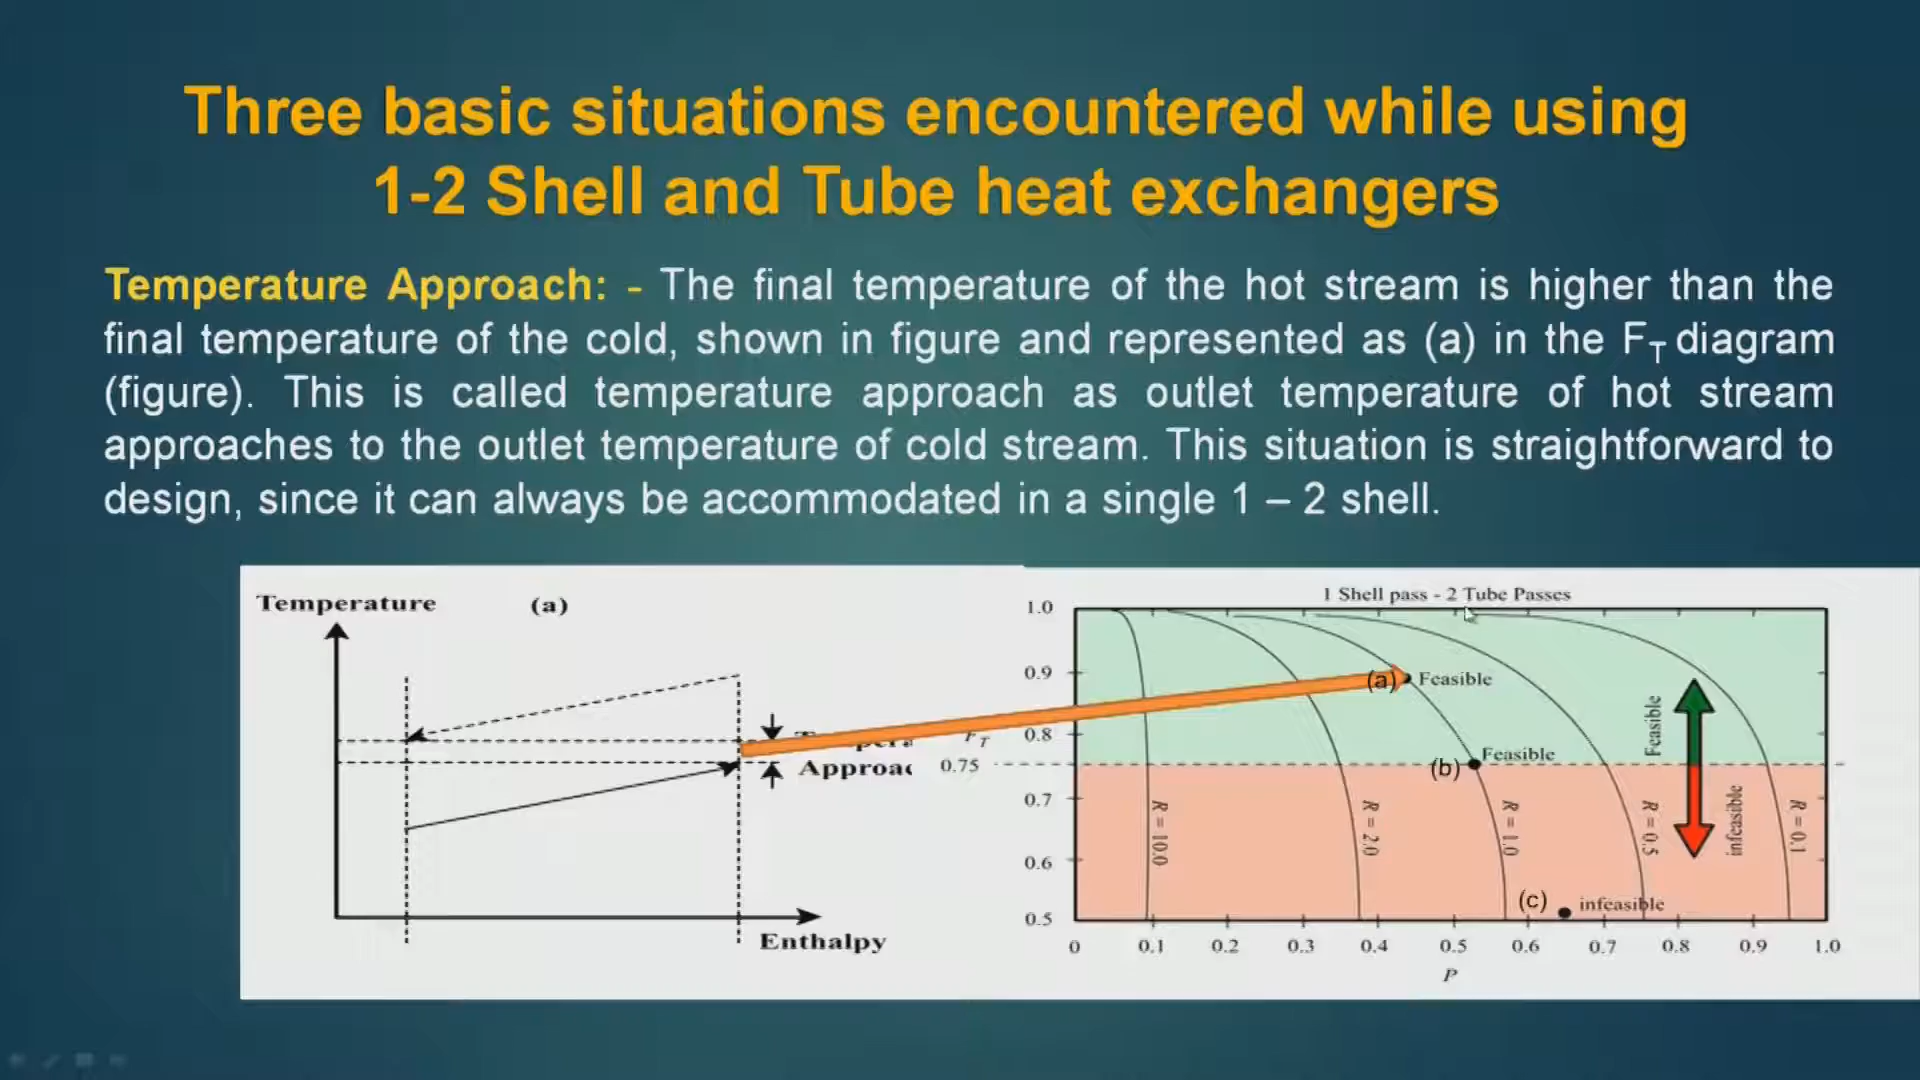 Three basic situations encountered while using
1-2 Shell and Tube heat exchangers
Temperature Approach: - The final temperature of the hot stream is higher than the
final temperature of the cold, shown in figure and represented as (a) in the FT diagram
(figure). This is called temperature approach as outlet temperature of hot stream
approaches to the outlet temperature of cold stream. This situation is straightforward to
design, since it can always be accommodated in a single 1 – 2 shell.
Temperature
(a)
Enthalpy
1 Shell pass - 2 Tube Passes
1.0
0.9
0.8
0.75
0.7
0.6
0.5
FT
(a) Feasible
(b) Feasible
(c) infeasible
Feasible
infeasible
R = 10.0
R = 2.0
R = 1.0
R = 0.5
R = 0.1
0 0.1 0.2 0.3 0.4 0.5 0.6 0.7 0.8 0.9 1.0
P